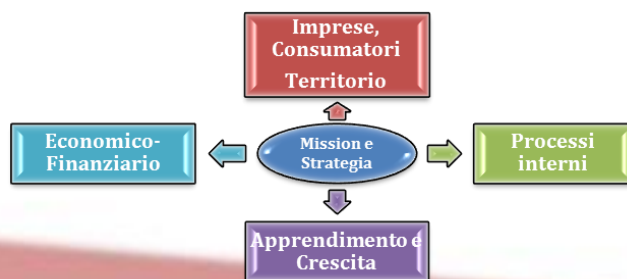 Imprese,
Consumatori
Territorio
Economico-
Finanziario
Mission e
Strategia
Processi
interni
Apprendimento e
Crescita